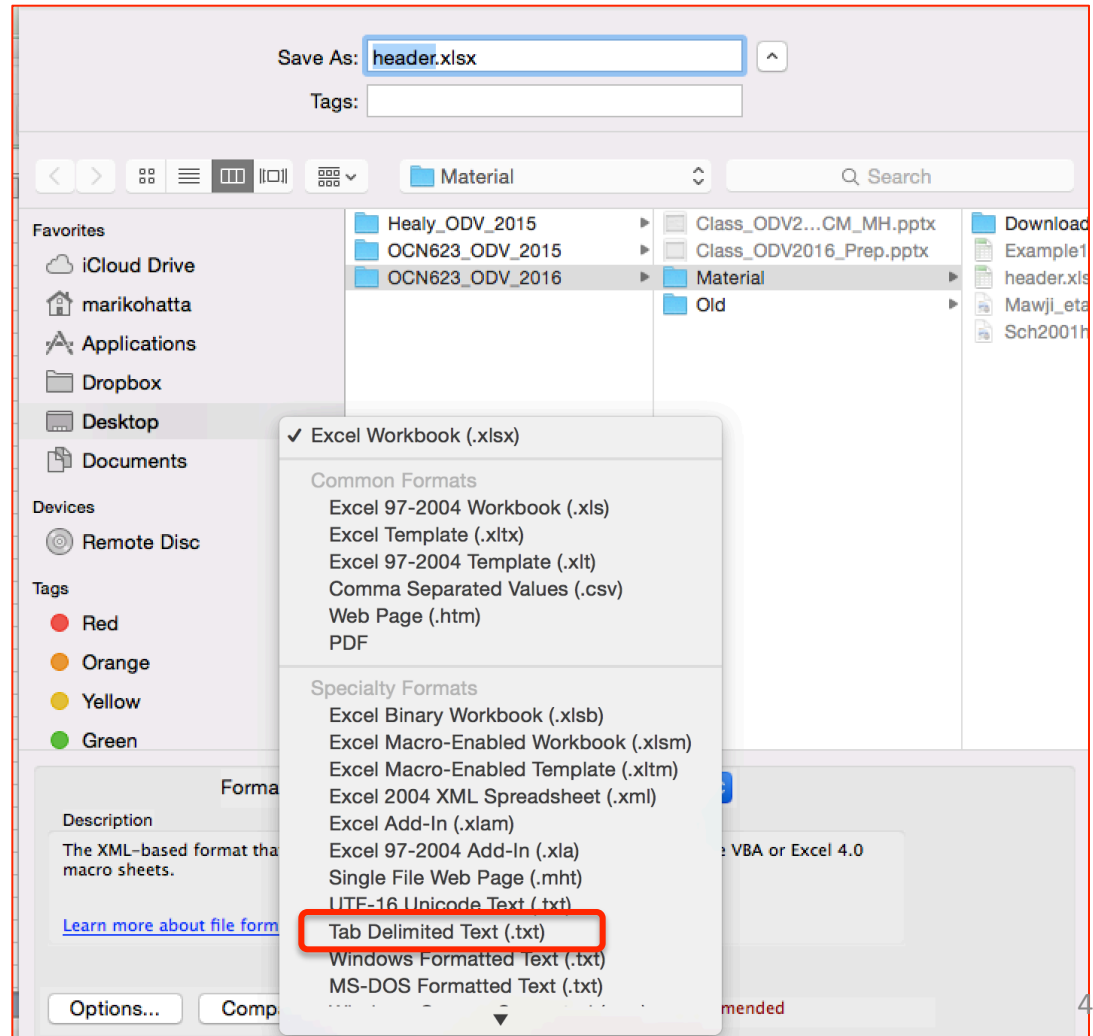 Save As: header.xlsx
Tags:
Material
Search
Favorites
iCloud Drive
marikohatta
Applications
Dropbox
Desktop
Documents
Devices
Remote Disc
Tags
Red
Orange
Yellow
Green
Healy_ODV_2015
OCN623_ODV_2015
OCN623_ODV_2016
Class_ODV2...CM_MH.pptx
Class_ODV2016_Prep.pptx
Material
Old
Download
Example1
header.xls
Mawji_eta
Sch2001h
✓ Excel Workbook (.xlsx)
Common Formats
Excel 97-2004 Workbook (.xls)
Excel Template (.xltx)
Excel 97-2004 Template (.xlt)
Comma Separated Values (.csv)
Web Page (.htm)
PDF
Specialty Formats
Excel Binary Workbook (.xlsb)
Excel Macro-Enabled Workbook (.xlsm)
Excel Macro-Enabled Template (.xltm)
Excel 2004 XML Spreadsheet (.xml)
Excel Add-In (.xlam)
Excel 97-2004 Add-In (.xla)
Single File Web Page (.mht)
UTF-16 Unicode Text (.txt)
Tab Delimited Text (.txt)
Windows Formatted Text (.txt)
MS-DOS Formatted Text (.txt)
Forma
Description
The XML-based format tha
e VBA or Excel 4.0
macro sheets.
Learn more about file form
Options...
Comp
mended
4